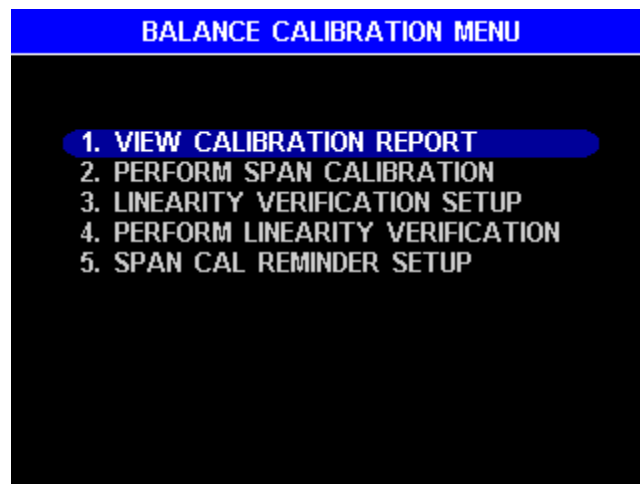 BALANCE CALIBRATION MENU
1. VIEW CALIBRATION REPORT
2. PERFORM SPAN CALIBRATION
3. LINEARITY VERIFICATION SETUP
4. PERFORM LINEARITY VERIFICATION
5. SPAN CAL REMINDER SETUP